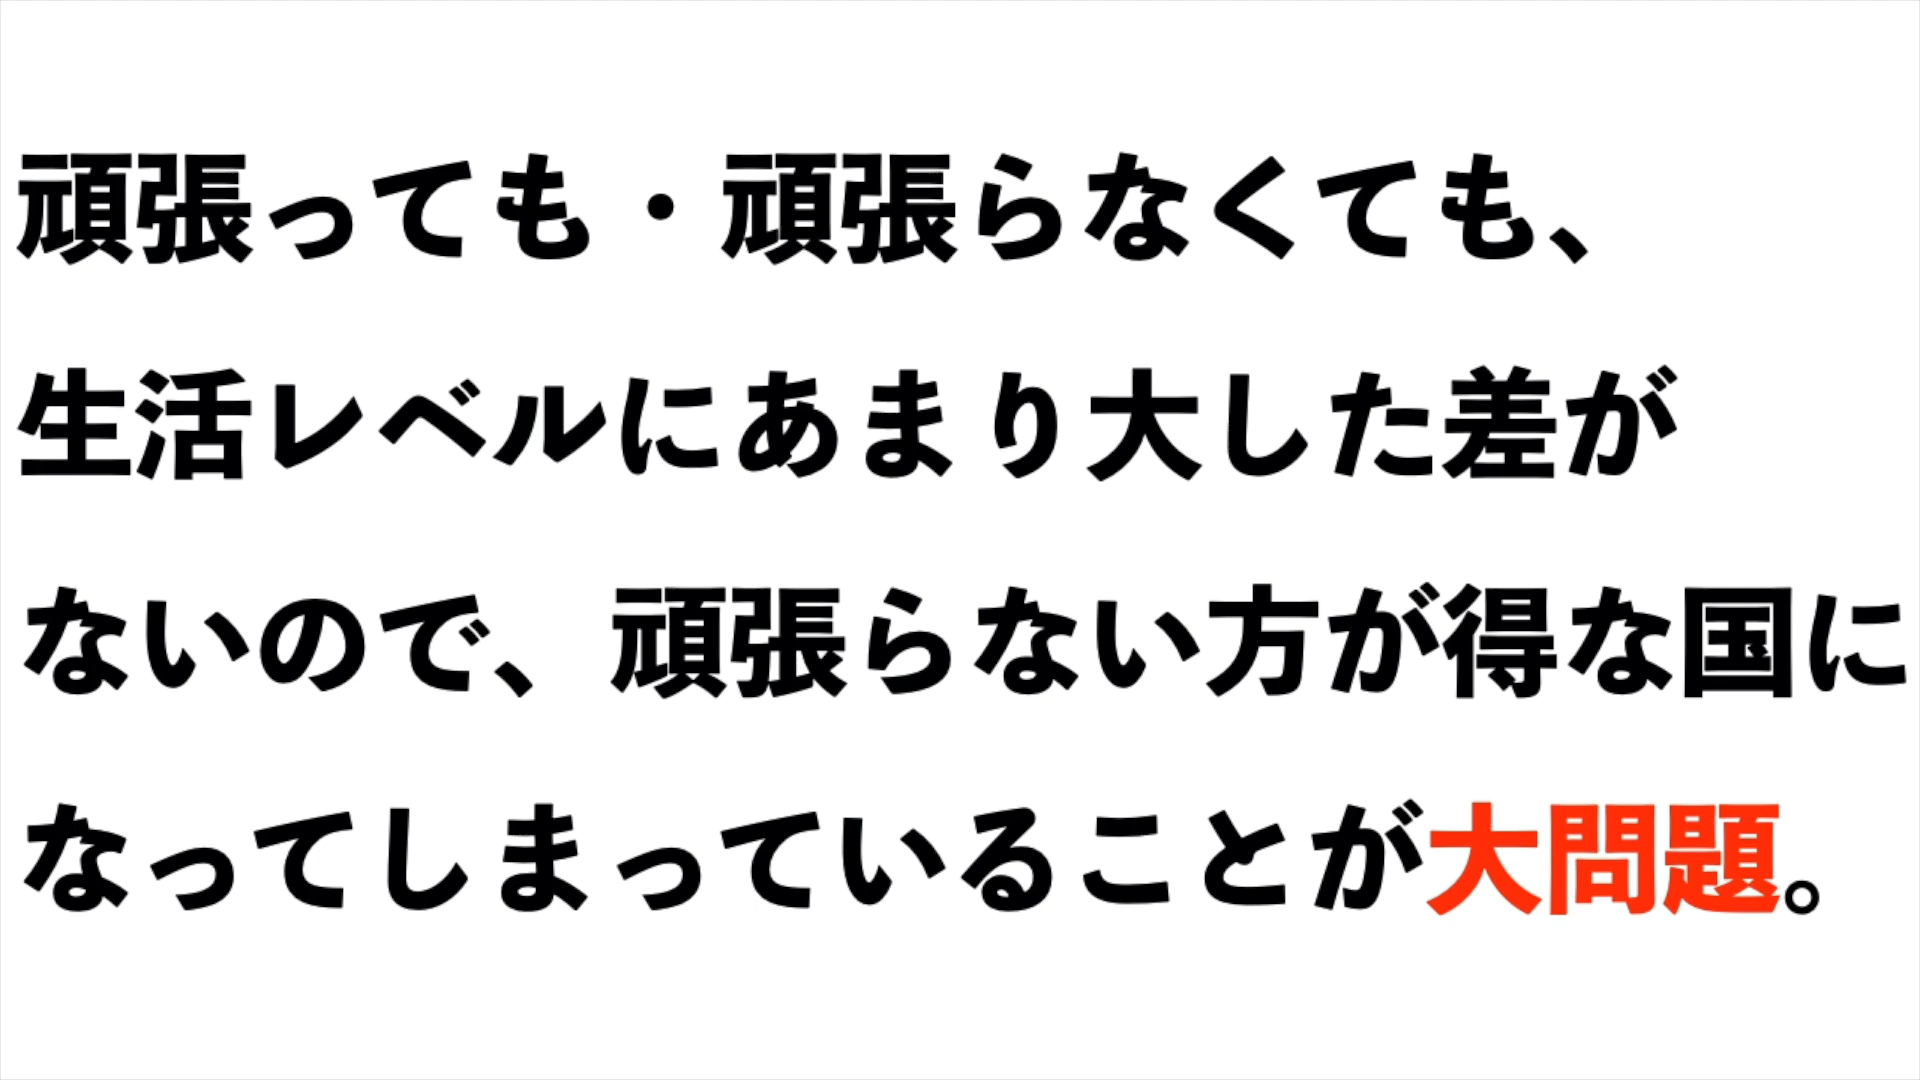 頑張っても・頑張らなくても、
生活レベルにあまり大した差が
ないので、頑張らない方が得な国に
なってしまっていることが大問題。